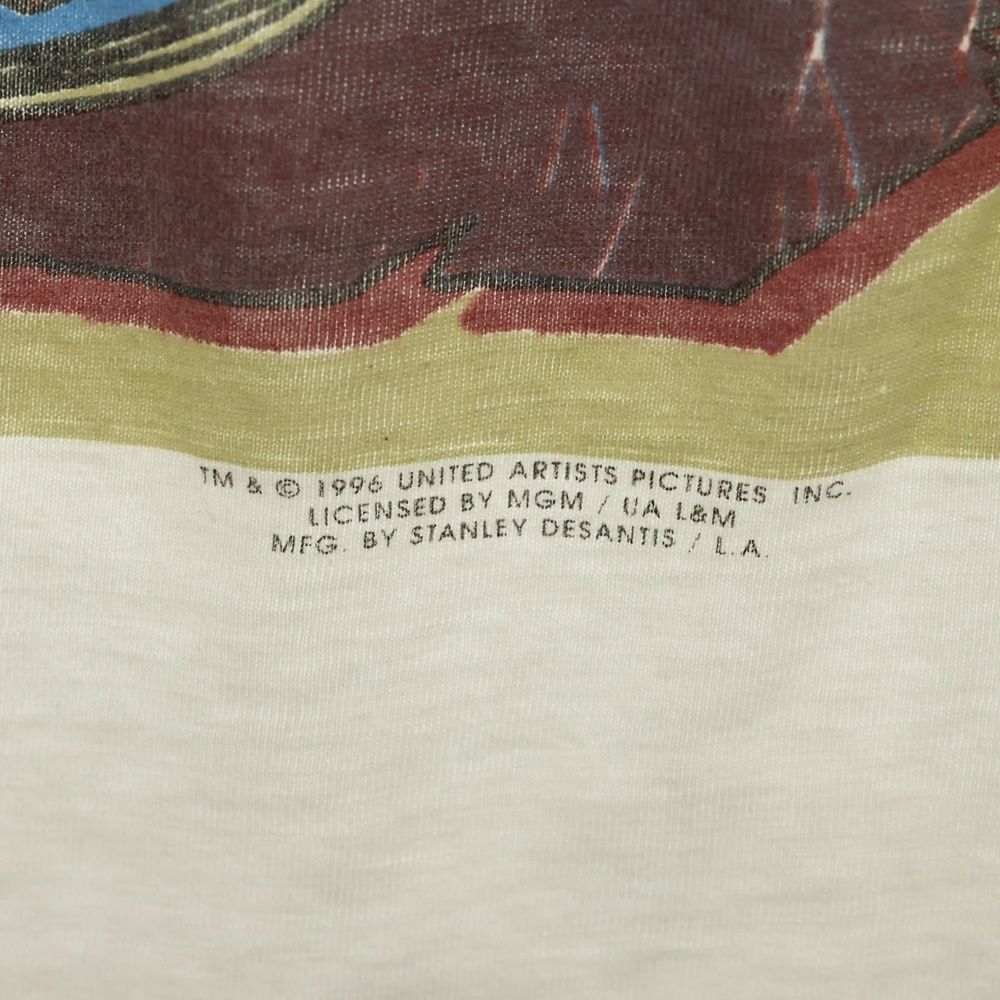 TM & © 1996 UNITED ARTISTS PICTURES INC.
LICENSED BY MGM / UA L&M
MFG. BY STANLEY DESANTIS / L.A.